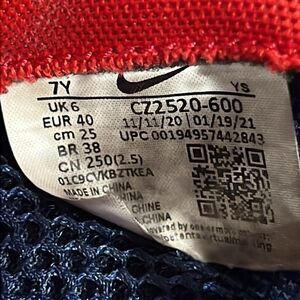 7Y YS
UK 6 CZ2520-600
EUR 40 11/11/20 01/19/21
cm 25 UPC 00194957442843
BR 38
CN 250(2.5)
01C9CVKBZTKEA
MADE IN CHINA
IN CHINA
CHINE